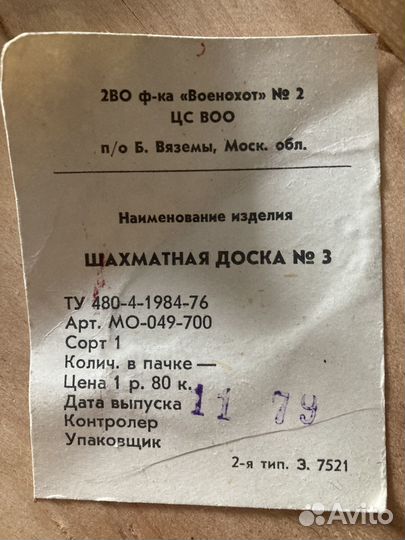 2ВО ф-ка «Военохот» № 2
ЦС ВОО
п/о Б. Вяземы, Моск. обл.
Наименование изделия
ШАХМАТНАЯ ДОСКА № 3
ТУ 480-4-1984-76
Арт. МО-049-700
Сорт 1
Колич. в пачке —
Цена 1 р. 80 к.
Дата выпуска 11 79
Контролер
Упаковщик
2-я тип. З. 7521
Avito